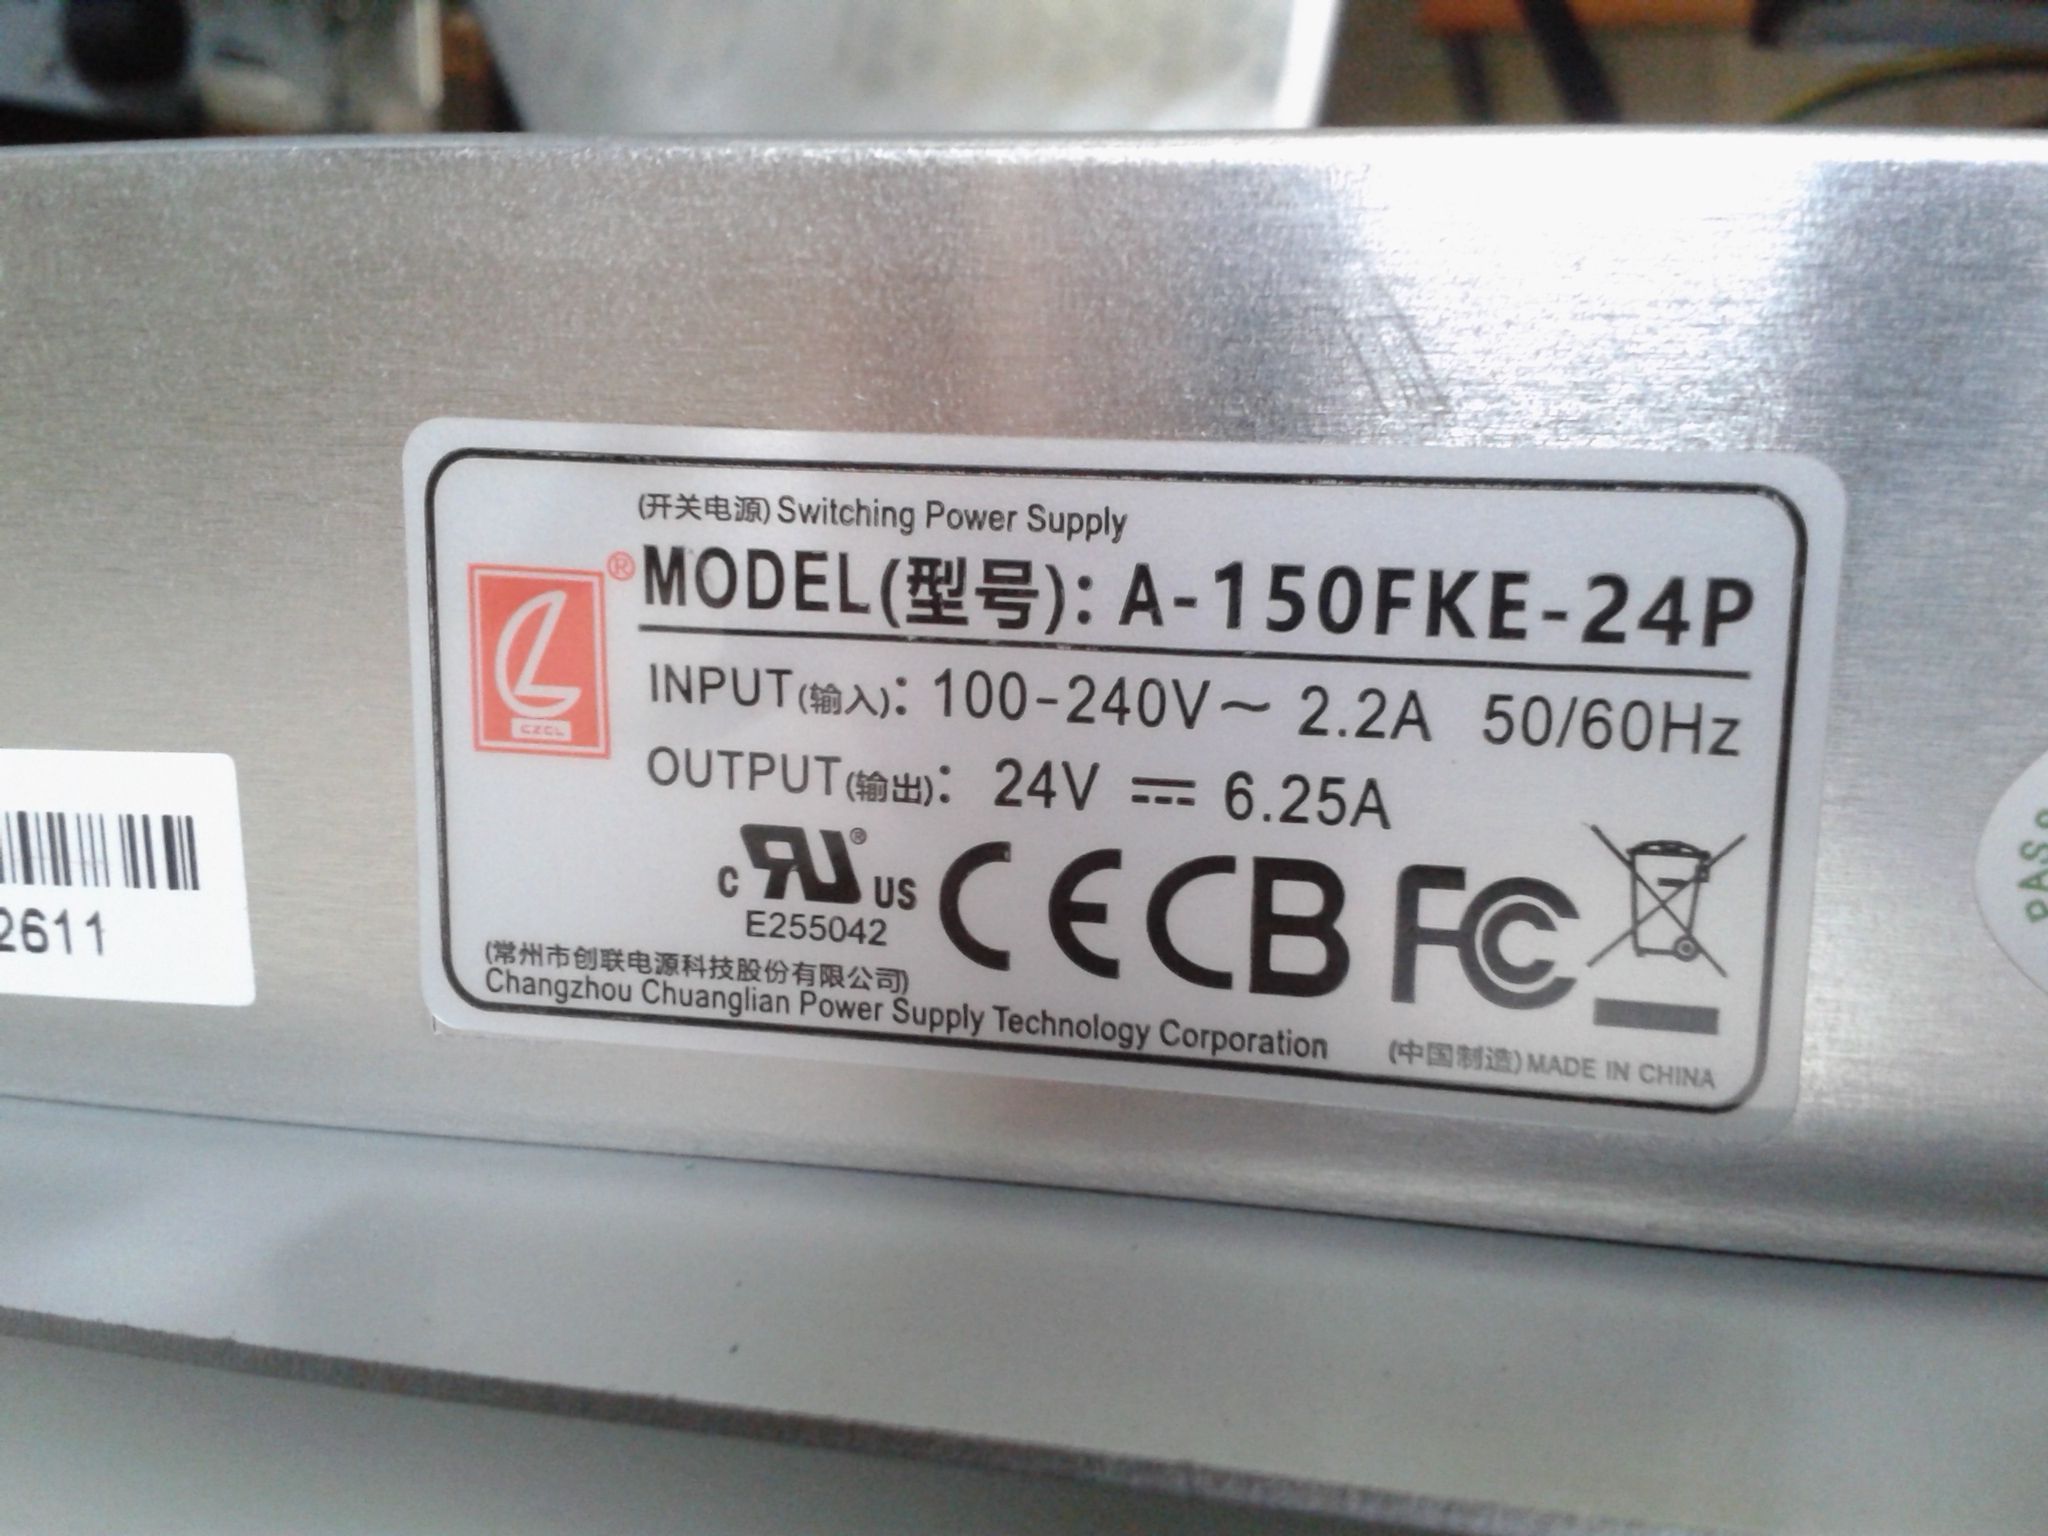 (开关电源) Switching Power Supply
®
MODEL(型号): A-150FKE-24P
CZCL
INPUT(输入): 100-240V~ 2.2A 50/60Hz
OUTPUT(输出): 24V ⎓ 6.25A
c RU® US
E255042
CE CB FC
(常州市创联电源科技股份有限公司)
Changzhou Chuanglian Power Supply Technology Corporation
(中国制造) MADE IN CHINA
2611
PASS